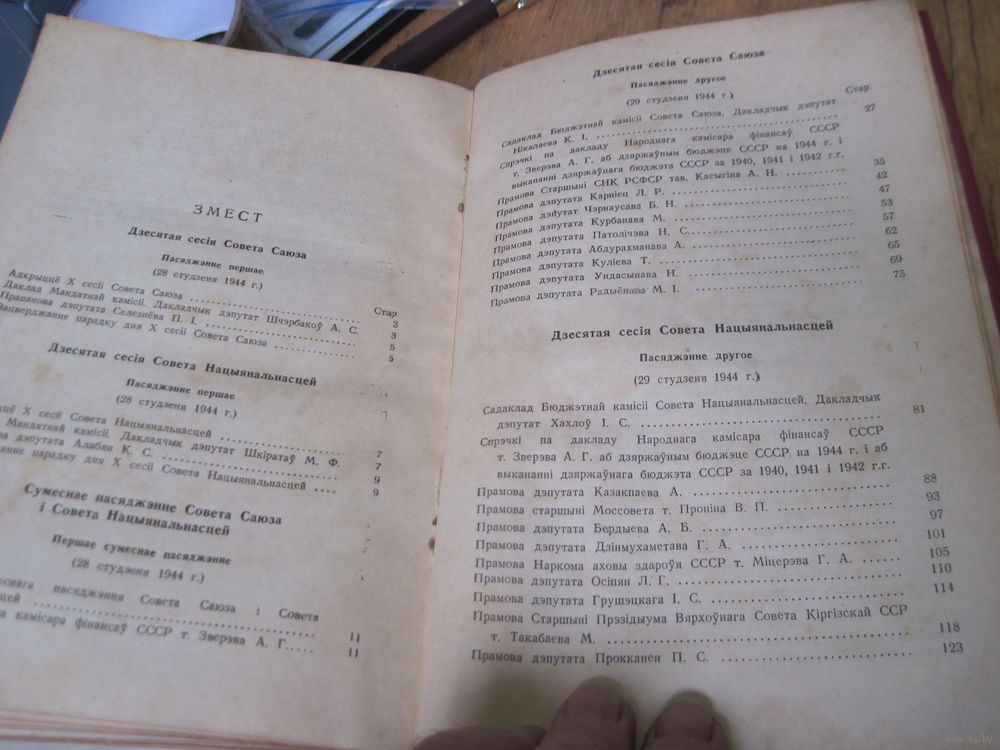 ЗМЕСТ
Дзесятая сесія Совета Саюза
Пасяджэнне першае
(28 студзеня 1944 г.)
Стар.
Адкрыццё X сесіі Совета Саюза 3
Даклад Мандатнай камісіі. Дакладчык дэпутат Шчэрбакоў А. С. 3
Прапанова дэпутата Селезнёва П. І. 5
Зацверджанне парадку дня X сесіі Совета Саюза 5
Дзесятая сесія Совета Нацыянальнасцей
Пасяджэнне першае
(28 студзеня 1944 г.)
X сесіі Совета Нацыянальнасцей 7
Мандатнай камісіі. Дакладчык дэпутат Шкіратаў М. Ф. 7
дэпутата Алабян К. С. 9
парадку дня X сесіі Совета Нацыянальнасцей 9
Сумеснае пасяджэнне Совета Саюза
і Совета Нацыянальнасцей
Першае сумеснае пасяджэнне
(28 студзеня 1944 г.)
пасяджэння Совета Саюза і Совета
11
камісара фінансаў СССР т. Зверэва А. Г. 11
Дзесятая сесія Совета Саюза
Пасяджэнне другое
(29 студзеня 1944 г.)
Стар.
Садаклад Бюджэтнай камісіі Совета Саюза. Дакладчык дэпутат
Нікалаева К. І. 27
Спрэчкі па дакладу Народнага камісара фінансаў СССР
т. Зверэва А. Г. аб дзяржаўным бюджэце СССР на 1944 г. і
выкананні дзяржаўнага бюджэта СССР за 1940, 1941 і 1942 г.г.
Прамова Старшыні СНК РСФСР тав. Касыгіна А. Н. 35
Прамова дэпутата Карніец Л. Р. 42
Прамова дэпутат Чэрнаусава Б. Н. 47
Прамова дэпутата Курбанава М. 53
Прамова дэпутата Патолічэва Н. С. 57
Прамова дэпутата Абдурахманава А. 62
Прамова дэпутата Куліева Т. 65
Прамова дэпутата Ундасынава Н. 69
Прамова дэпутата Радыёнава М. І. 75
Дзесятая сесія Совета Нацыянальнасцей
Пасяджэнне другое
(29 студзеня 1944 г.)
Садаклад Бюджэтнай камісіі Совета Нацыянальнасцей. Дакладчык
дэпутат Хахлоў І. С. 81
Спрэчкі па дакладу Народнага камісара фінансаў СССР
т. Зверэва А. Г. аб дзяржаўным бюджэце СССР на 1944 г. і аб
выкананні дзяржаўнага бюджэта СССР за 1940, 1941 і 1942 г.г.
Прамова дэпутата Казакпаева А. 88
Прамова старшыні Моссовета т. Проніна В. П. 93
Прамова дэпутата Бердыева А. Б. 97
Прамова дэпутата Дзінмухаметава Г. А. 101
Прамова Наркома аховы здароўя СССР т. Міцерэва Г. А. 105
Прамова дэпутата Осіпян Л. Г. 110
Прамова дэпутата Грушэцкага І. С. 114
Прамова Старшыні Прэзідыума Вярхоўнага Совета Кіргізскай ССР
т. Такабаева М. 118
Прамова дэпутата Прокканен П. С. 123
www.ay.by